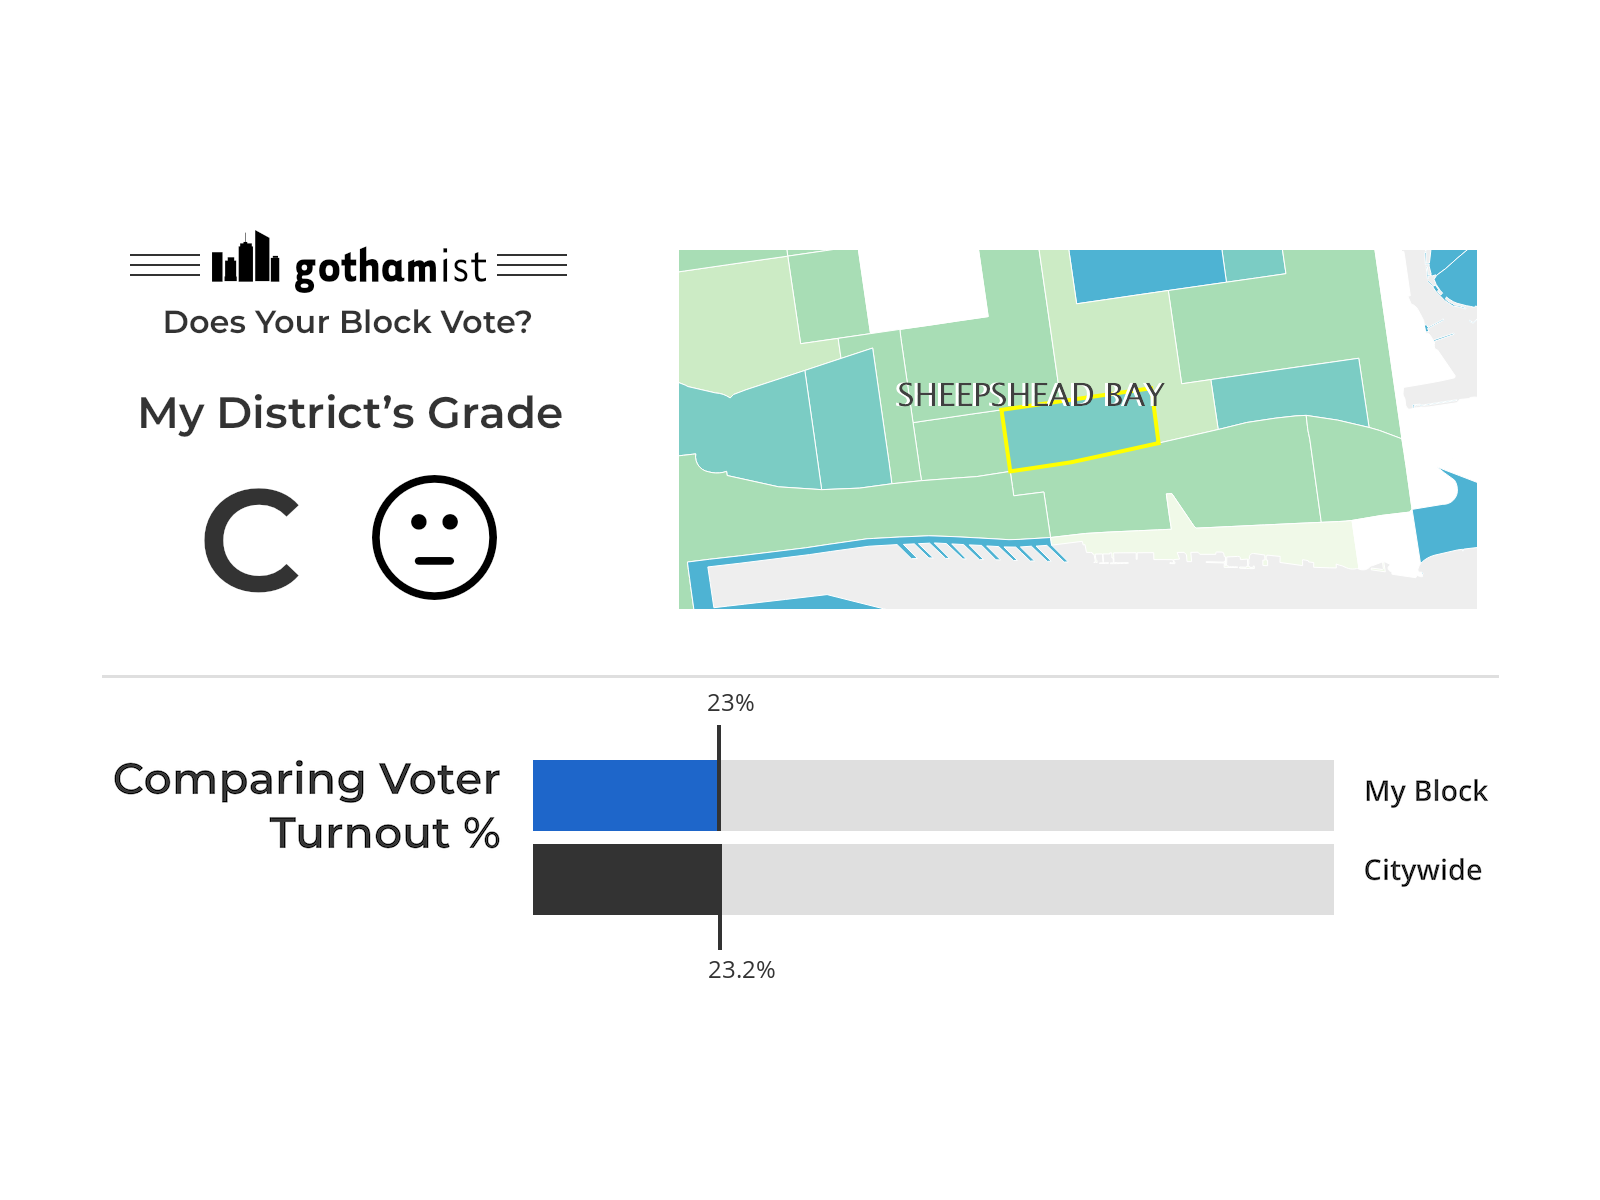 gothamist
Does Your Block Vote?
My District’s Grade
C
SHEEPSHEAD BAY
23%
Comparing Voter
Turnout %
My Block
Citywide
23.2%